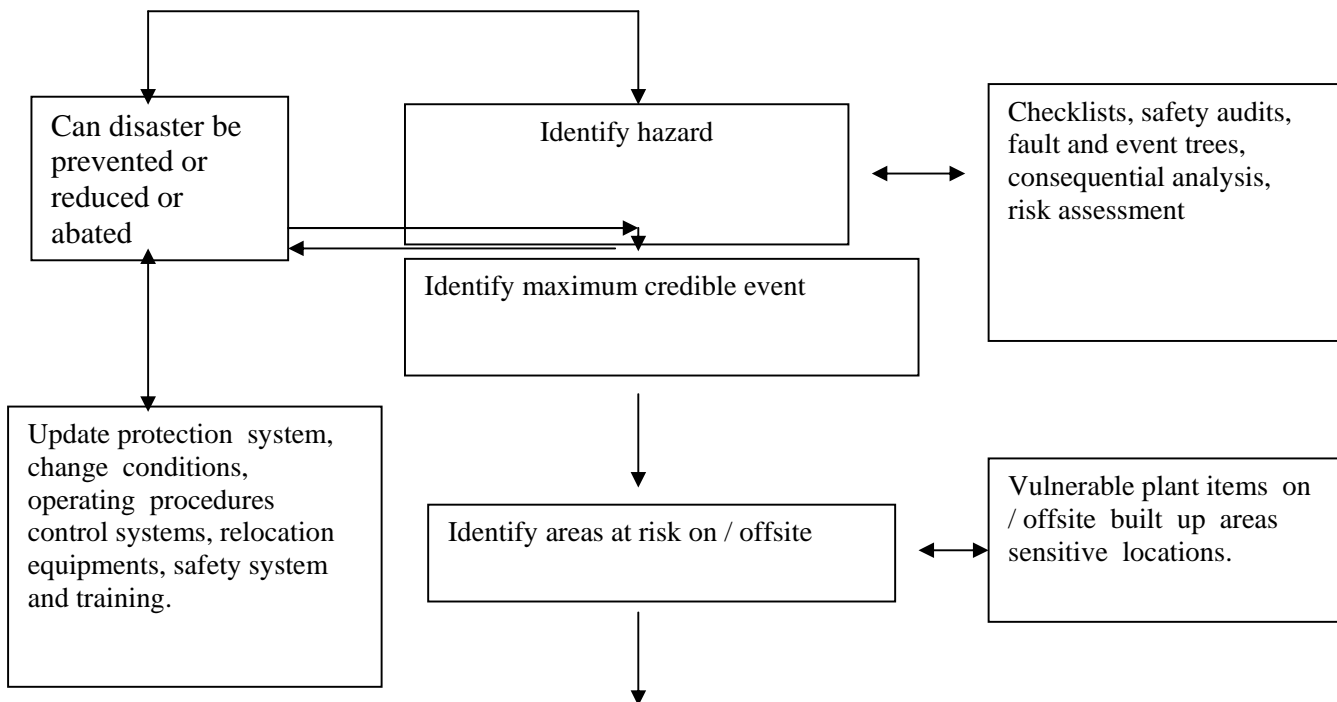 Can disaster be
prevented or
reduced or
abated
Identify hazard
Checklists, safety audits,
fault and event trees,
consequential analysis,
risk assessment
Identify maximum credible event
Update protection system,
change conditions,
operating procedures
control systems, relocation
equipments, safety system
and training.
Identify areas at risk on / offsite
Vulnerable plant items on
/ offsite built up areas
sensitive locations.